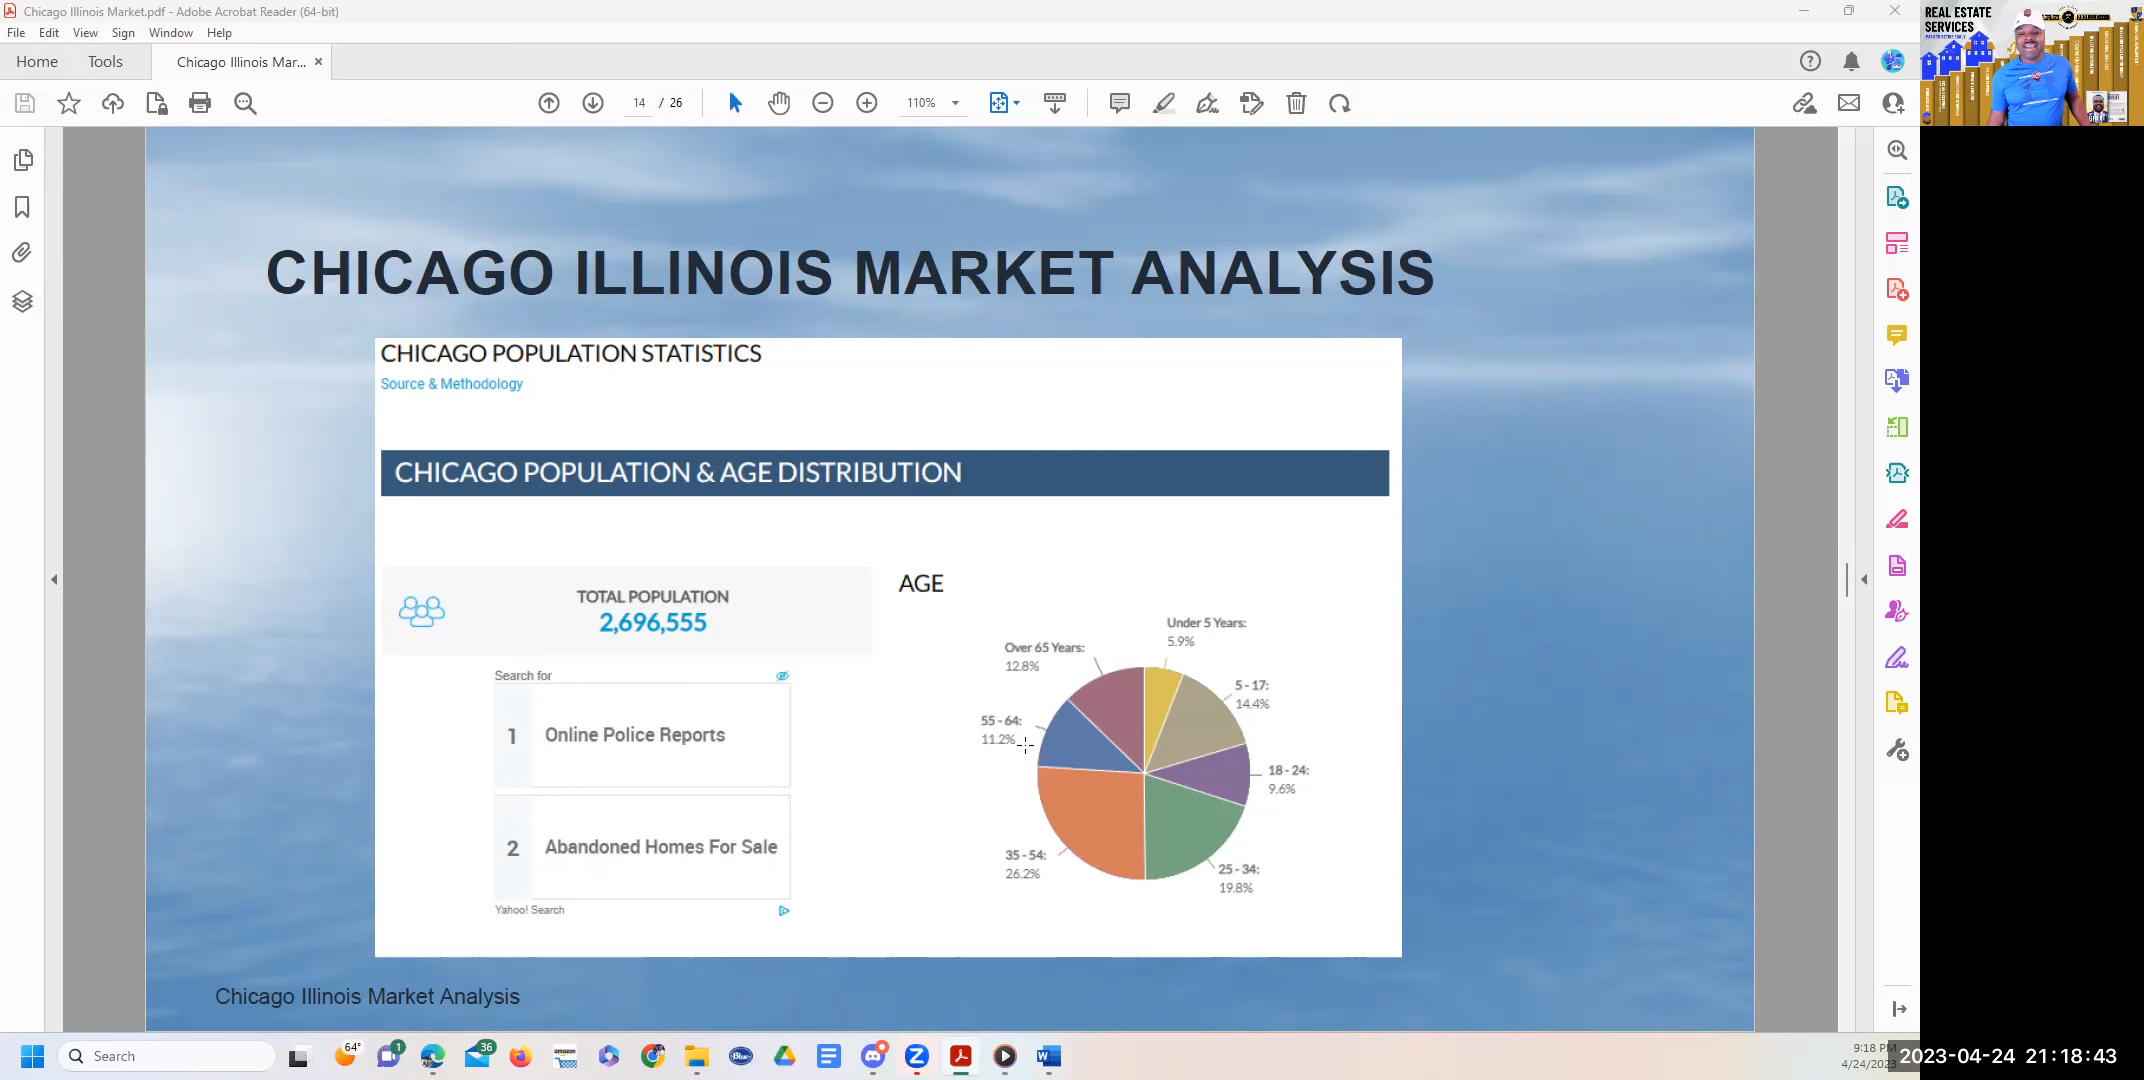 Chicago Illinois Market.pdf - Adobe Acrobat Reader (64-bit)
File Edit View Sign Window Help
Home Tools Chicago Illinois Mar... ×
14 / 26 110%
REAL ESTATE
SERVICES
CHICAGO ILLINOIS MARKET ANALYSIS
CHICAGO POPULATION STATISTICS
Source & Methodology
CHICAGO POPULATION & AGE DISTRIBUTION
TOTAL POPULATION
2,696,555
Search for
1 Online Police Reports
2 Abandoned Homes For Sale
Yahoo! Search
AGE
Under 5 Years:
5.9%
Over 65 Years:
12.8%
5 - 17:
14.4%
55 - 64:
11.2%
18 - 24:
9.6%
35 - 54:
26.2%
25 - 34:
19.8%
Chicago Illinois Market Analysis
Search
64°
1
36
amazon
Blue
9:18 PM
4/24/2023
2023-04-24 21:18:43